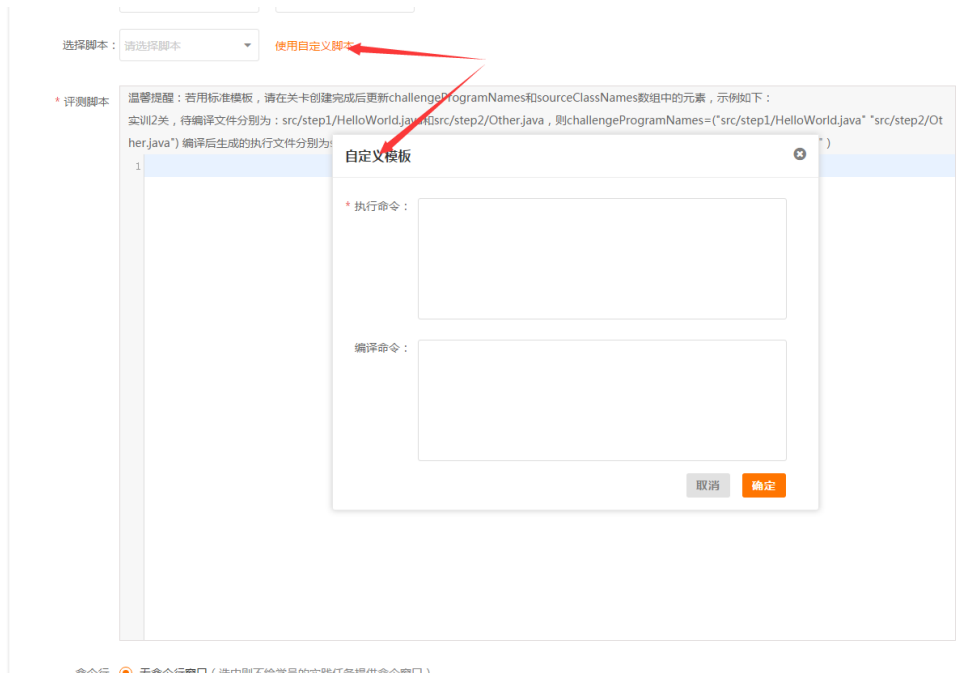 选择脚本：
请选择脚本
使用自定义脚本
* 评测脚本
温馨提醒：若用标准模板，请在关卡创建完成后更新challengeProgramNames和sourceClassNames数组中的元素，示例如下：
实训2关，待编译文件分别为：src/step1/HelloWorld.java和src/step2/Other.java，则challengeProgramNames=("src/step1/HelloWorld.java" "src/step2/Ot
her.java") 编译后生成的执行文件分别为
" )
1
自定义模板
* 执行命令：
编译命令：
取消
确定
命令行
无命令行窗口（选中则不给学员的实践任务提供命令窗口）